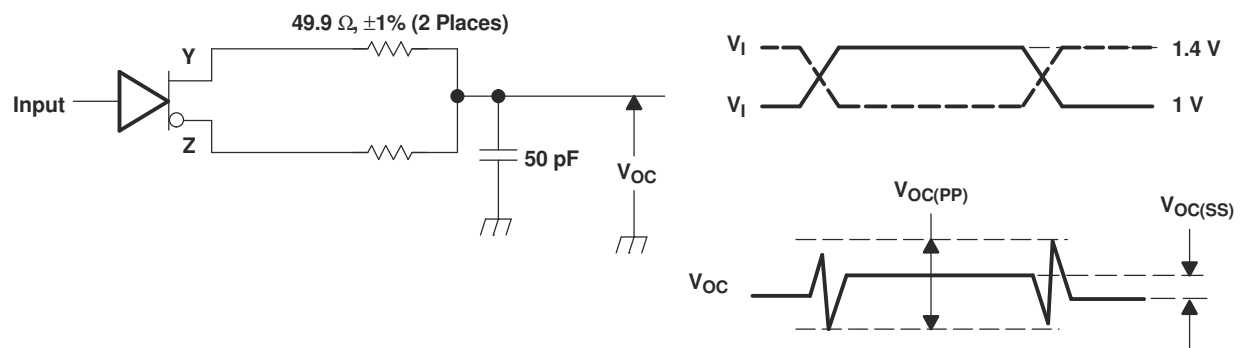 49.9 Ω, ±1% (2 Places)
Y
Input
Z
50 pF
VOC
VI
1.4 V
VI
1 V
VOC(PP)
VOC(SS)
VOC